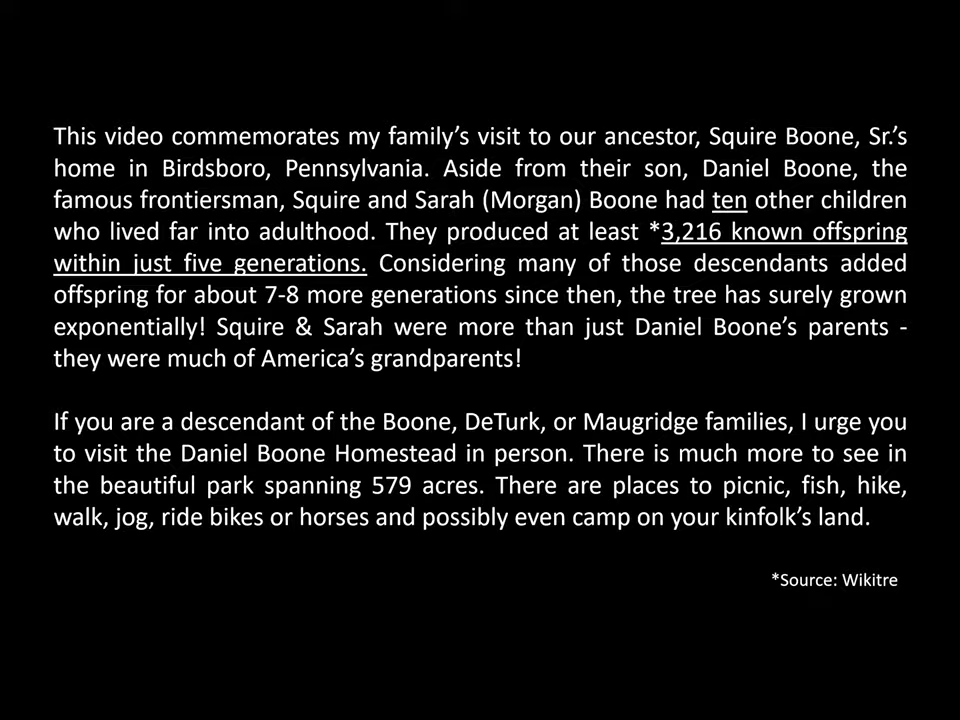 This video commemorates my family’s visit to our ancestor, Squire Boone, Sr.’s
home in Birdsboro, Pennsylvania. Aside from their son, Daniel Boone, the
famous frontiersman, Squire and Sarah (Morgan) Boone had ten other children
who lived far into adulthood. They produced at least *3,216 known offspring
within just five generations. Considering many of those descendants added
offspring for about 7-8 more generations since then, the tree has surely grown
exponentially! Squire & Sarah were more than just Daniel Boone’s parents -
they were much of America’s grandparents!
If you are a descendant of the Boone, DeTurk, or Maugridge families, I urge you
to visit the Daniel Boone Homestead in person. There is much more to see in
the beautiful park spanning 579 acres. There are places to picnic, fish, hike,
walk, jog, ride bikes or horses and possibly even camp on your kinfolk’s land.
*Source: Wikitre